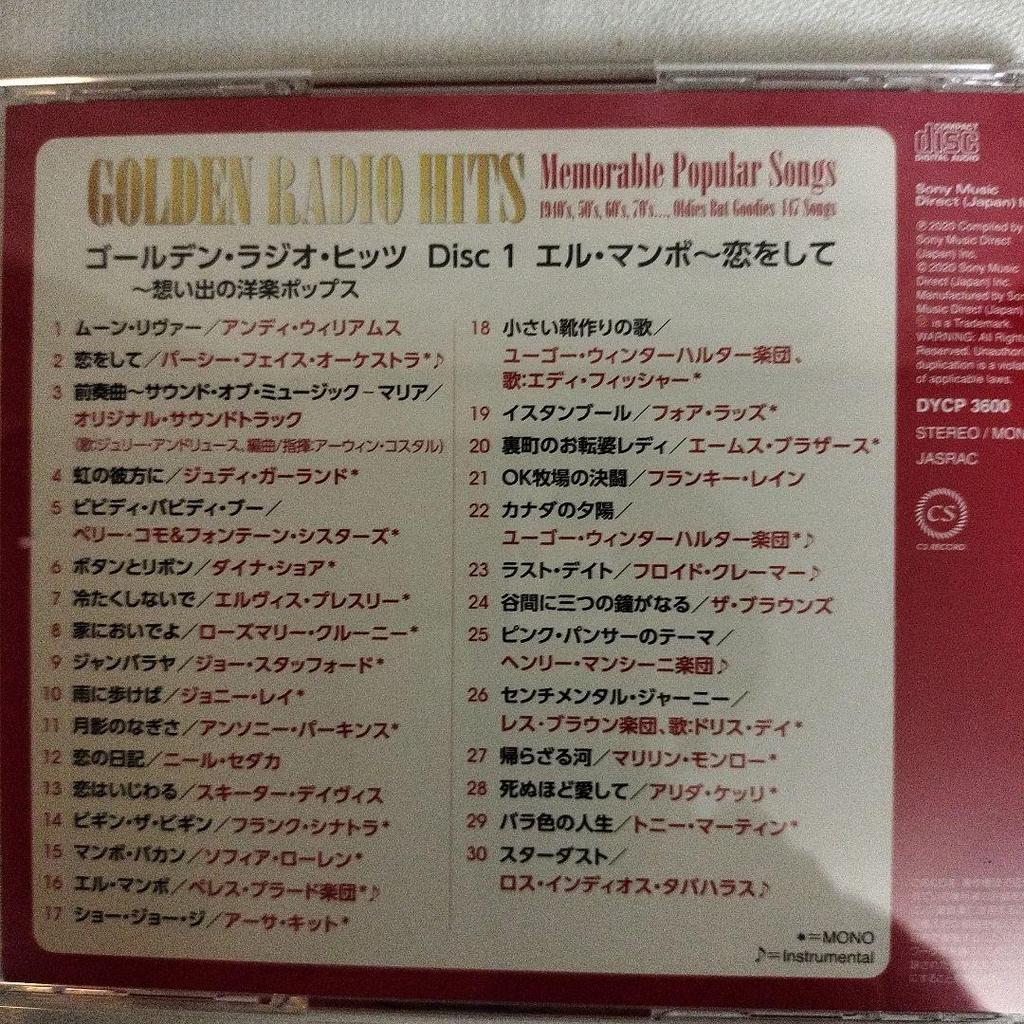 GOLDEN RADIO HITS Memorable Popular Songs
1940's, 50's, 60's, 70's...., Oldies But Goodies 147 Songs
ゴールデン・ラジオ・ヒッツ Disc 1 エル・マンボ〜恋をして
〜想い出の洋楽ポップス
1 ムーン・リヴァー／アンディ・ウィリアムス
2 恋をして／パーシー・フェイス・オーケストラ*♪
3 前奏曲〜サウンド・オブ・ミュージック－マリア／
オリジナル・サウンドトラック
(歌:ジュリー・アンドリュース、編曲/指揮:アーウィン・コスタル)
4 虹の彼方に／ジュディ・ガーランド*
5 ビビディ・バビディ・ブー／
ペリー・コモ&フォンテーン・シスターズ*
6 ボタンとリボン／ダイナ・ショア*
7 冷たくしないで／エルヴィス・プレスリー*
8 家においでよ／ローズマリー・クルーニー*
9 ジャンバラヤ／ジョー・スタッフォード*
10 雨に歩けば／ジョニー・レイ*
11 月影のなぎさ／アンソニー・パーキンス*
12 恋の日記／ニール・セダカ
13 恋はいじわる／スキーター・デイヴィス
14 ビギン・ザ・ビギン／フランク・シナトラ*
15 マンボ・バカン／ソフィア・ローレン*
16 エル・マンボ／ペレス・プラード楽団*♪
17 ショー・ジョー・ジ／アーサ・キット*
18 小さい靴作りの歌／
ユーゴー・ウィンターハルター楽団、
歌:エディ・フィッシャー*
19 イスタンブール／フォア・ラッズ*
20 裏町のお転婆レディ／エームス・ブラザース*
21 OK牧場の決闘／フランキー・レイン
22 カナダの夕陽／
ユーゴー・ウィンターハルター楽団*♪
23 ラスト・デイト／フロイド・クレーマー♪
24 谷間に三つの鐘がなる／ザ・ブラウンズ
25 ピンク・パンサーのテーマ／
ヘンリー・マンシーニ楽団♪
26 センチメンタル・ジャーニー／
レス・ブラウン楽団、歌:ドリス・デイ*
27 帰らざる河／マリリン・モンロー*
28 死ぬほど愛して／アリダ・ケッリ*
29 バラ色の人生／トニー・マーティン*
30 スターダスト／
ロス・インディオス・タバハラス♪
*=MONO
♪=Instrumental
COMPACT
disc
DIGITAL AUDIO
Sony Music
Direct (Japan) I
℗ 2020 Compiled by
Sony Music Direct
(Japan) Inc.
© 2020 Sony Music
Direct (Japan) Inc.
Manufactured by Son
Music Direct (Japan)
is a Trademark.
WARNING: All Rights
Reserved. Unauthor
duplication is a viola
of applicable laws.
DYCP 3600
STEREO / MON
JASRAC
CS
CS RECORD